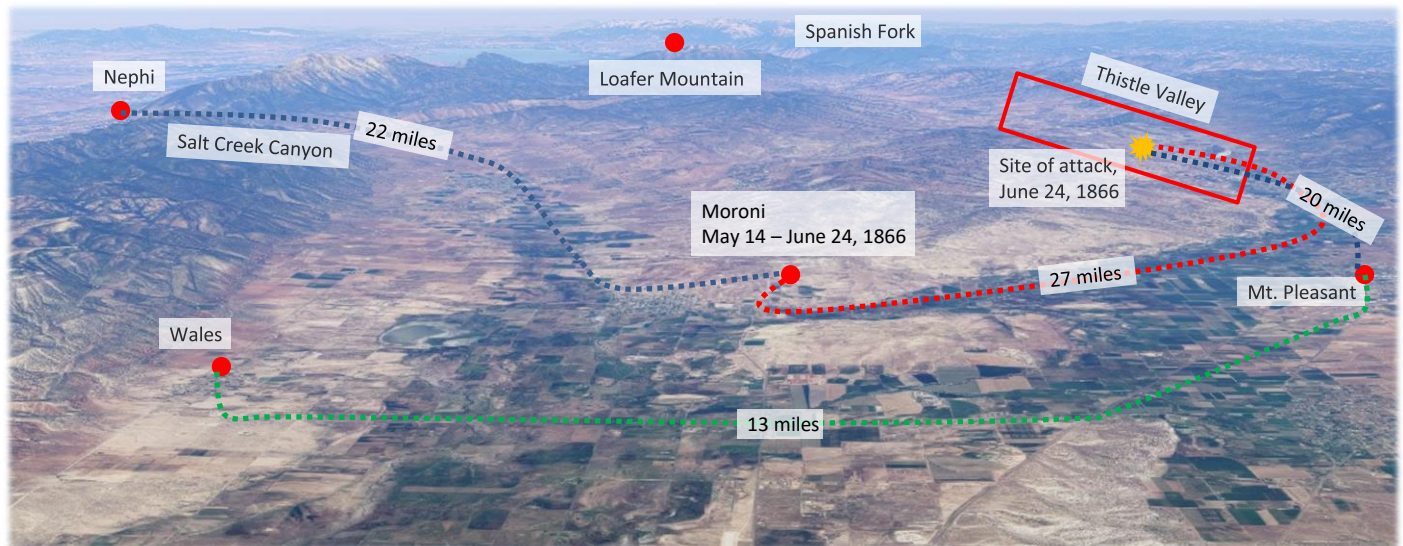 Spanish Fork
Nephi
Loafer Mountain
Thistle Valley
22 miles
Salt Creek Canyon
Site of attack,
June 24, 1866
20 miles
Moroni
May 14 – June 24, 1866
27 miles
Mt. Pleasant
Wales
13 miles